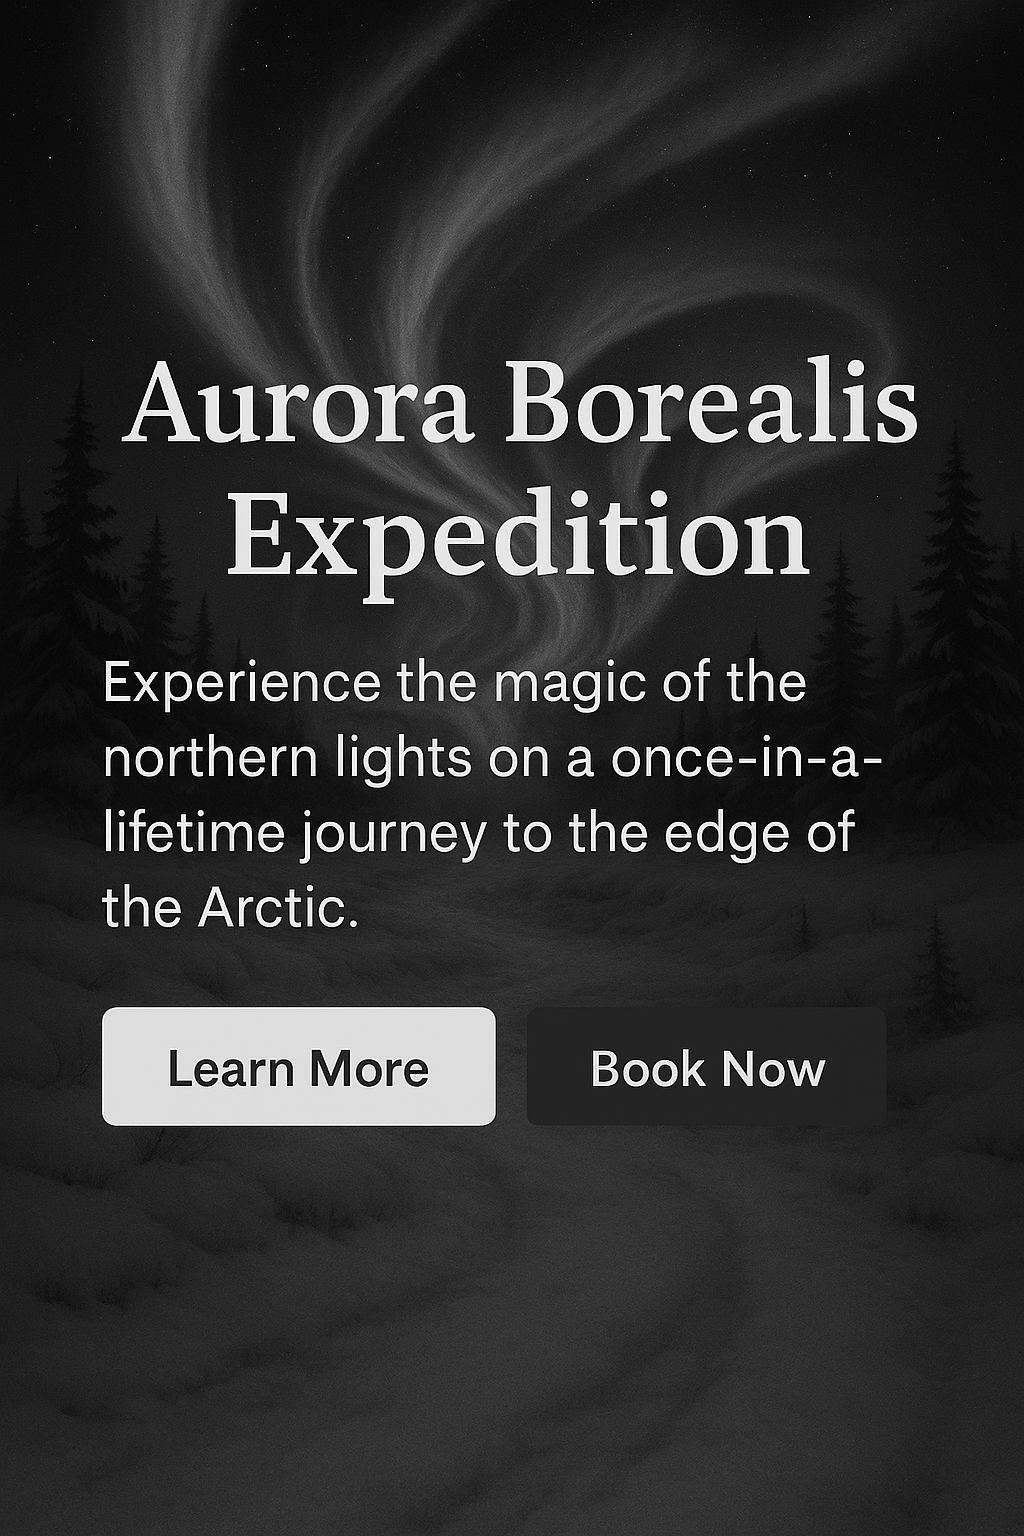 Aurora Borealis
Expedition
Experience the magic of the
northern lights on a once-in-a-
lifetime journey to the edge of
the Arctic.
Learn More
Book Now